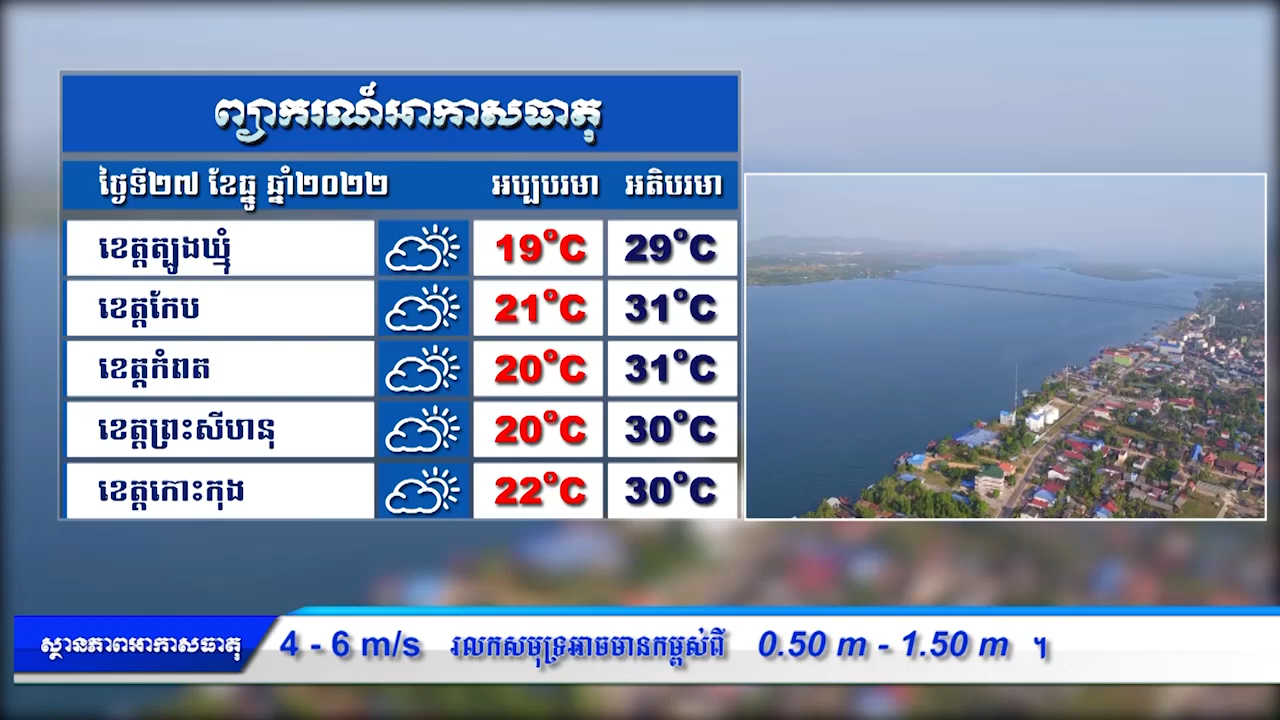 ព្យាករណ៍អាកាសធាតុ
ថ្ងៃទី២៧ ខែធ្នូ ឆ្នាំ២០២២ អប្បបរមា អតិបរមា
ខេត្តត្បូងឃ្មុំ 19°C 29°C
ខេត្តកែប 21°C 31°C
ខេត្តកំពត 20°C 31°C
ខេត្តព្រះសីហនុ 20°C 30°C
ខេត្តកោះកុង 22°C 30°C
ស្ថានភាពអាកាសធាតុ 4 - 6 m/s រលកសមុទ្រអាចមានកម្ពស់ពី 0.50 m - 1.50 m ។